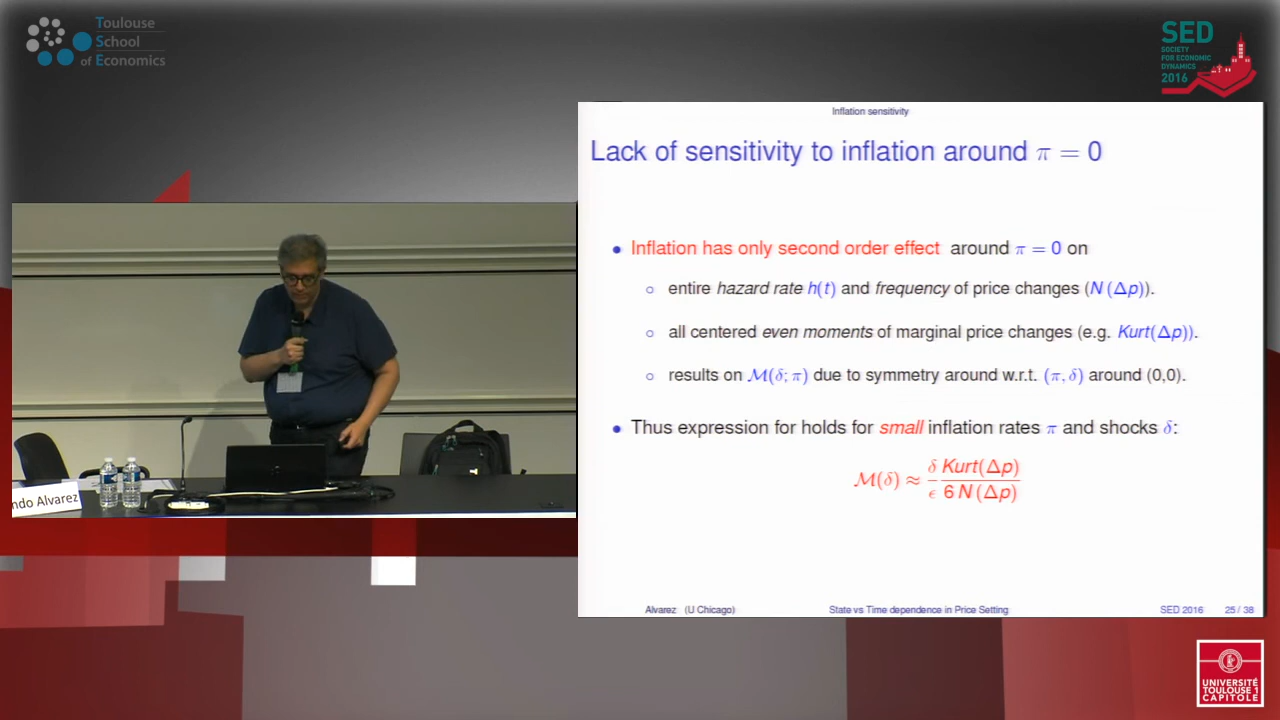 Toulouse
School
of Economics
SED
SOCIETY
FOR ECONOMIC
DYNAMICS
2016
Inflation sensitivity
Lack of sensitivity to inflation around π = 0
• Inflation has only second order effect around π = 0 on
◦ entire hazard rate h(t) and frequency of price changes (N(Δp)).
◦ all centered even moments of marginal price changes (e.g. Kurt(Δp)).
◦ results on M(δ; π) due to symmetry around w.r.t. (π, δ) around (0,0).
• Thus expression for holds for small inflation rates π and shocks δ:
M(δ) ≈ δ/ϵ Kurt(Δp)/6 N(Δp)
ndo Alvarez
Alvarez (U Chicago) State vs Time dependence in Price Setting SED 2016 25 / 38
UNIVERSITÉ
TOULOUSE 1
CAPITOLE